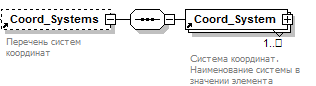 Coord_Systems
Coord_System
Перечень систем
координат
1..
Система координат.
Наименование системы в
значении элемента